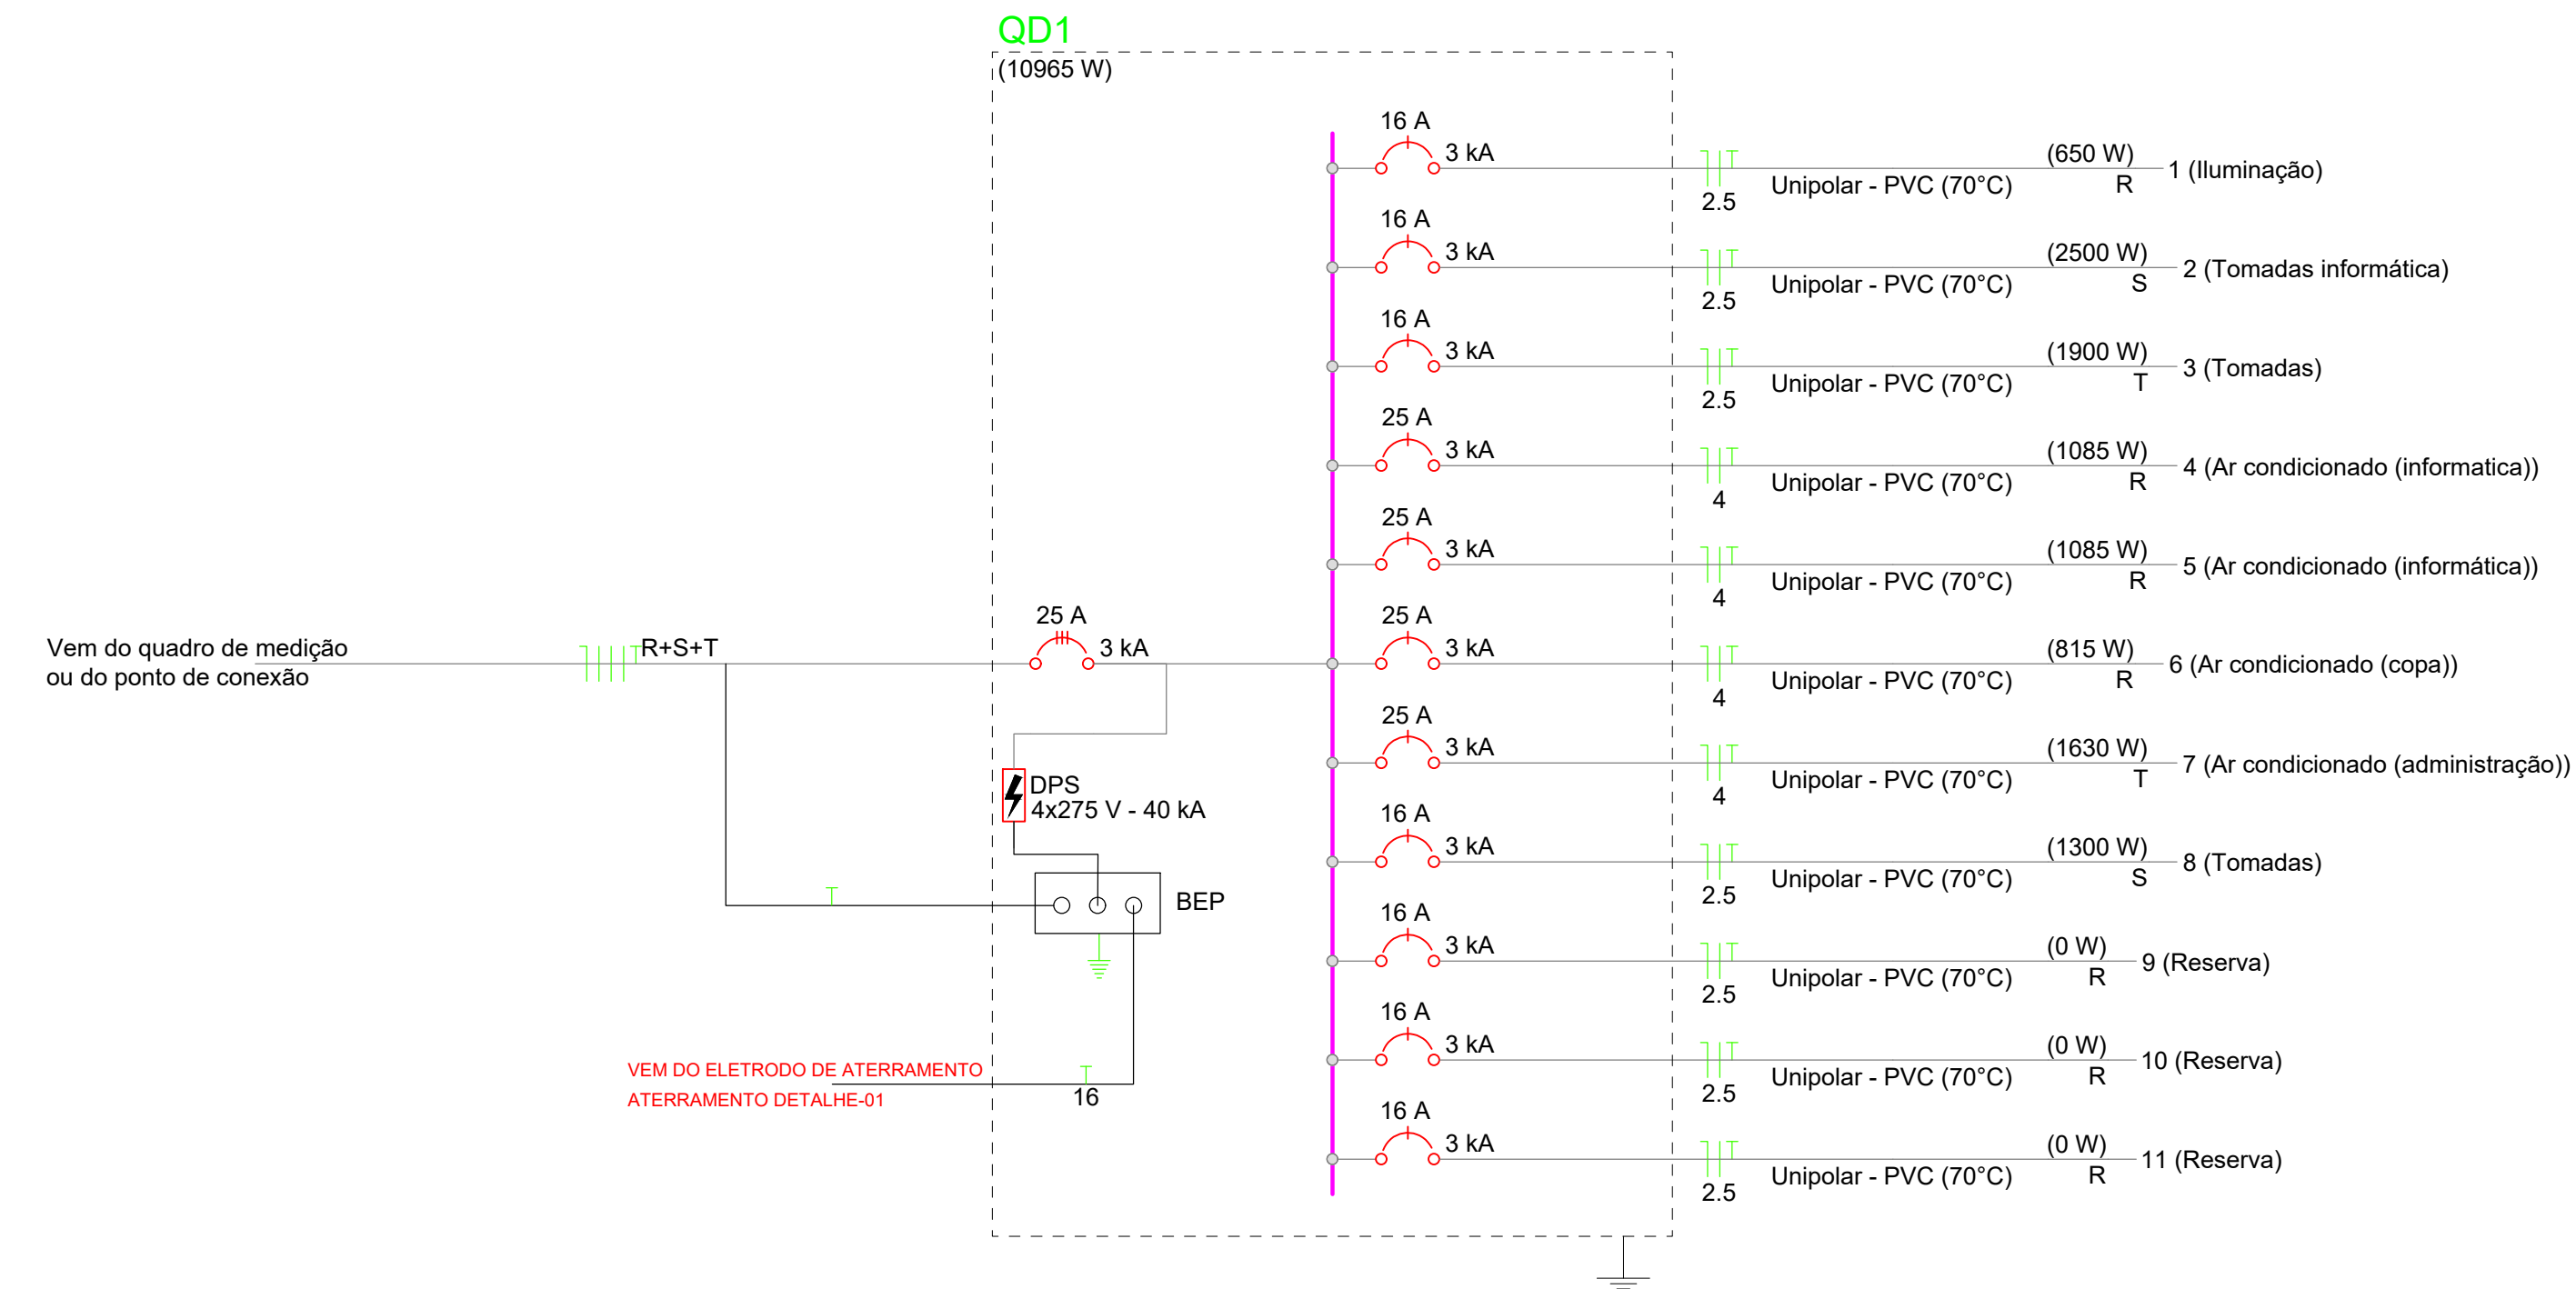 QD1
(10965 W)
16 A
3 kA
2.5
Unipolar - PVC (70°C)
(650 W)
R
1 (Iluminação)
16 A
3 kA
2.5
Unipolar - PVC (70°C)
(2500 W)
S
2 (Tomadas informática)
16 A
3 kA
2.5
Unipolar - PVC (70°C)
(1900 W)
T
3 (Tomadas)
25 A
3 kA
4
Unipolar - PVC (70°C)
(1085 W)
R
4 (Ar condicionado (informatica))
25 A
3 kA
4
Unipolar - PVC (70°C)
(1085 W)
R
5 (Ar condicionado (informática))
Vem do quadro de medição
ou do ponto de conexão
R+S+T
25 A
3 kA
25 A
3 kA
4
Unipolar - PVC (70°C)
(815 W)
R
6 (Ar condicionado (copa))
DPS
4x275 V - 40 kA
25 A
3 kA
4
Unipolar - PVC (70°C)
(1630 W)
T
7 (Ar condicionado (administração))
16 A
3 kA
2.5
Unipolar - PVC (70°C)
(1300 W)
S
8 (Tomadas)
BEP
16 A
3 kA
2.5
Unipolar - PVC (70°C)
(0 W)
R
9 (Reserva)
VEM DO ELETRODO DE ATERRAMENTO
ATERRAMENTO DETALHE-01
16
16 A
3 kA
2.5
Unipolar - PVC (70°C)
(0 W)
R
10 (Reserva)
16 A
3 kA
2.5
Unipolar - PVC (70°C)
(0 W)
R
11 (Reserva)